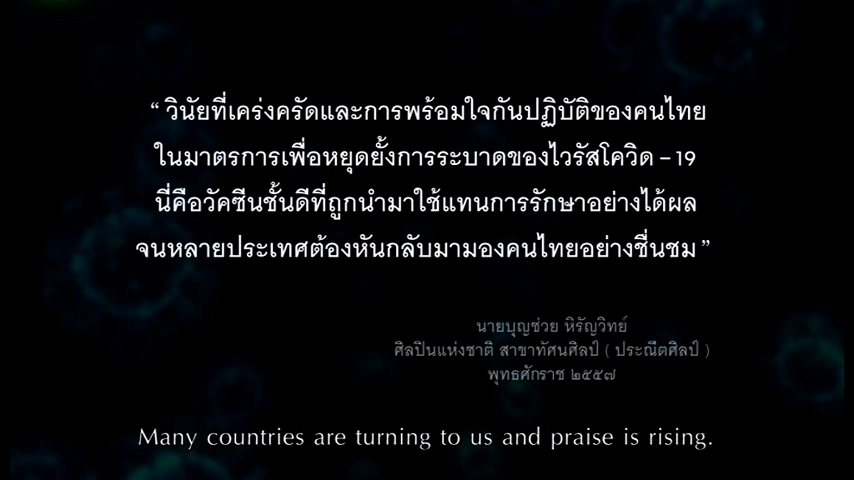 “ วินัยที่เคร่งครัดและการพร้อมใจกันปฏิบัติของคนไทย
ในมาตรการเพื่อหยุดยั้งการระบาดของไวรัสโควิด – 19
นี่คือวัคซีนชั้นดีที่ถูกนำมาใช้แทนการรักษาอย่างได้ผล
จนหลายประเทศต้องหันกลับมามองคนไทยอย่างชื่นชม ”
นายบุญช่วย หิรัญวิทย์
ศิลปินแห่งชาติ สาขาทัศนศิลป์ ( ประณีตศิลป์ )
พุทธศักราช ๒๕๕๗
Many countries are turning to us and praise is rising.